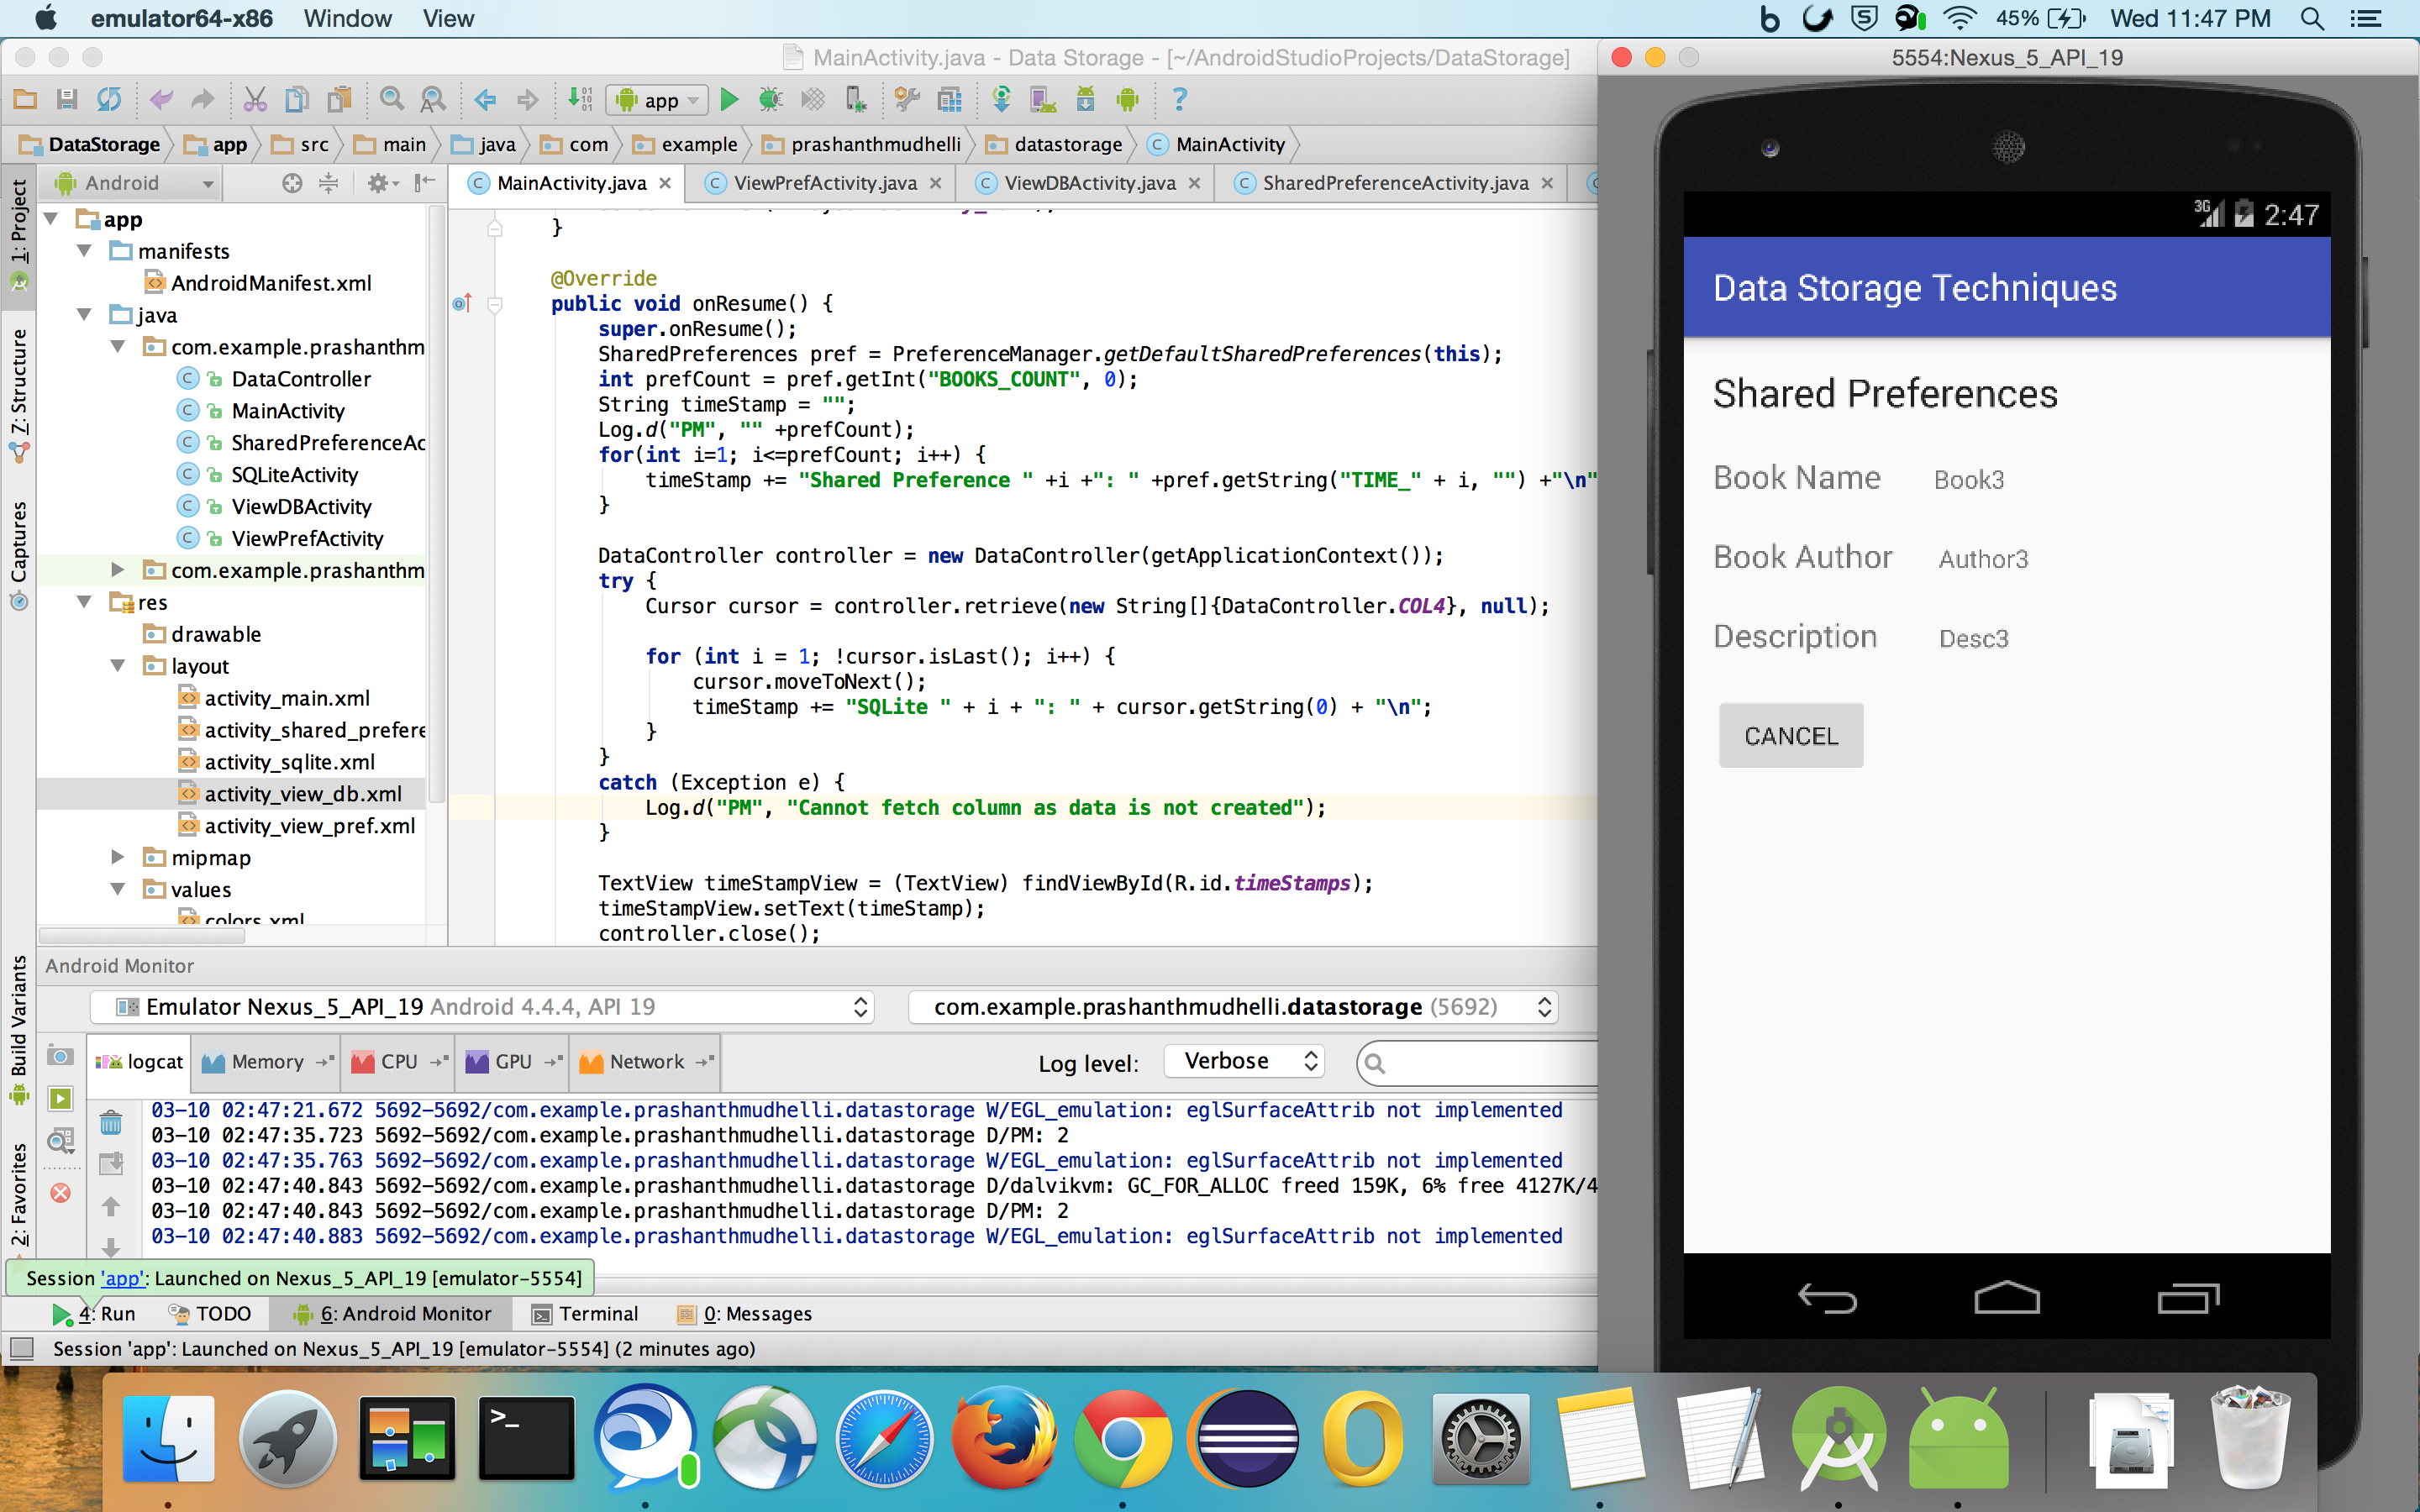 emulator64-x86 Window View
45% Wed 11:47 PM
MainActivity.java - Data Storage - [~/AndroidStudioProjects/DataStorage]
app
DataStorage app src main java com example prashanthmudhelli datastorage MainActivity
Android
MainActivity.java ViewPrefActivity.java ViewDBActivity.java SharedPreferenceActivity.java
1: Project
7: Structure
Captures
Build Variants
2: Favorites
app
manifests
AndroidManifest.xml
java
com.example.prashanthm
DataController
MainActivity
SharedPreferenceAc
SQLiteActivity
ViewDBActivity
ViewPrefActivity
com.example.prashanthm
res
drawable
layout
activity_main.xml
activity_shared_prefere
activity_sqlite.xml
activity_view_db.xml
activity_view_pref.xml
mipmap
values
colors.xml
}
@Override
public void onResume() {
super.onResume();
SharedPreferences pref = PreferenceManager.getDefaultSharedPreferences(this);
int prefCount = pref.getInt("BOOKS_COUNT", 0);
String timeStamp = "";
Log.d("PM", "" +prefCount);
for(int i=1; i<=prefCount; i++) {
timeStamp += "Shared Preference " +i +": " +pref.getString("TIME_" + i, "") +"\n"
}
DataController controller = new DataController(getApplicationContext());
try {
Cursor cursor = controller.retrieve(new String[]{DataController.COL4}, null);
for (int i = 1; !cursor.isLast(); i++) {
cursor.moveToNext();
timeStamp += "SQLite " + i + ": " + cursor.getString(0) + "\n";
}
}
catch (Exception e) {
Log.d("PM", "Cannot fetch column as data is not created");
}
TextView timeStampView = (TextView) findViewById(R.id.timeStamps);
timeStampView.setText(timeStamp);
controller.close();
Android Monitor
Emulator Nexus_5_API_19 Android 4.4.4, API 19
com.example.prashanthmudhelli.datastorage (5692)
logcat Memory CPU GPU Network Log level: Verbose
03-10 02:47:21.672 5692-5692/com.example.prashanthmudhelli.datastorage W/EGL_emulation: eglSurfaceAttrib not implemented
03-10 02:47:35.723 5692-5692/com.example.prashanthmudhelli.datastorage D/PM: 2
03-10 02:47:35.763 5692-5692/com.example.prashanthmudhelli.datastorage W/EGL_emulation: eglSurfaceAttrib not implemented
03-10 02:47:40.843 5692-5692/com.example.prashanthmudhelli.datastorage D/dalvikvm: GC_FOR_ALLOC freed 159K, 6% free 4127K/4
03-10 02:47:40.843 5692-5692/com.example.prashanthmudhelli.datastorage D/PM: 2
03-10 02:47:40.883 5692-5692/com.example.prashanthmudhelli.datastorage W/EGL_emulation: eglSurfaceAttrib not implemented
Session 'app': Launched on Nexus_5_API_19 [emulator-5554]
4: Run TODO 6: Android Monitor Terminal 0: Messages
Session 'app': Launched on Nexus_5_API_19 [emulator-5554] (2 minutes ago)
5554:Nexus_5_API_19
3G 2:47
Data Storage Techniques
Shared Preferences
Book Name Book3
Book Author Author3
Description Desc3
CANCEL